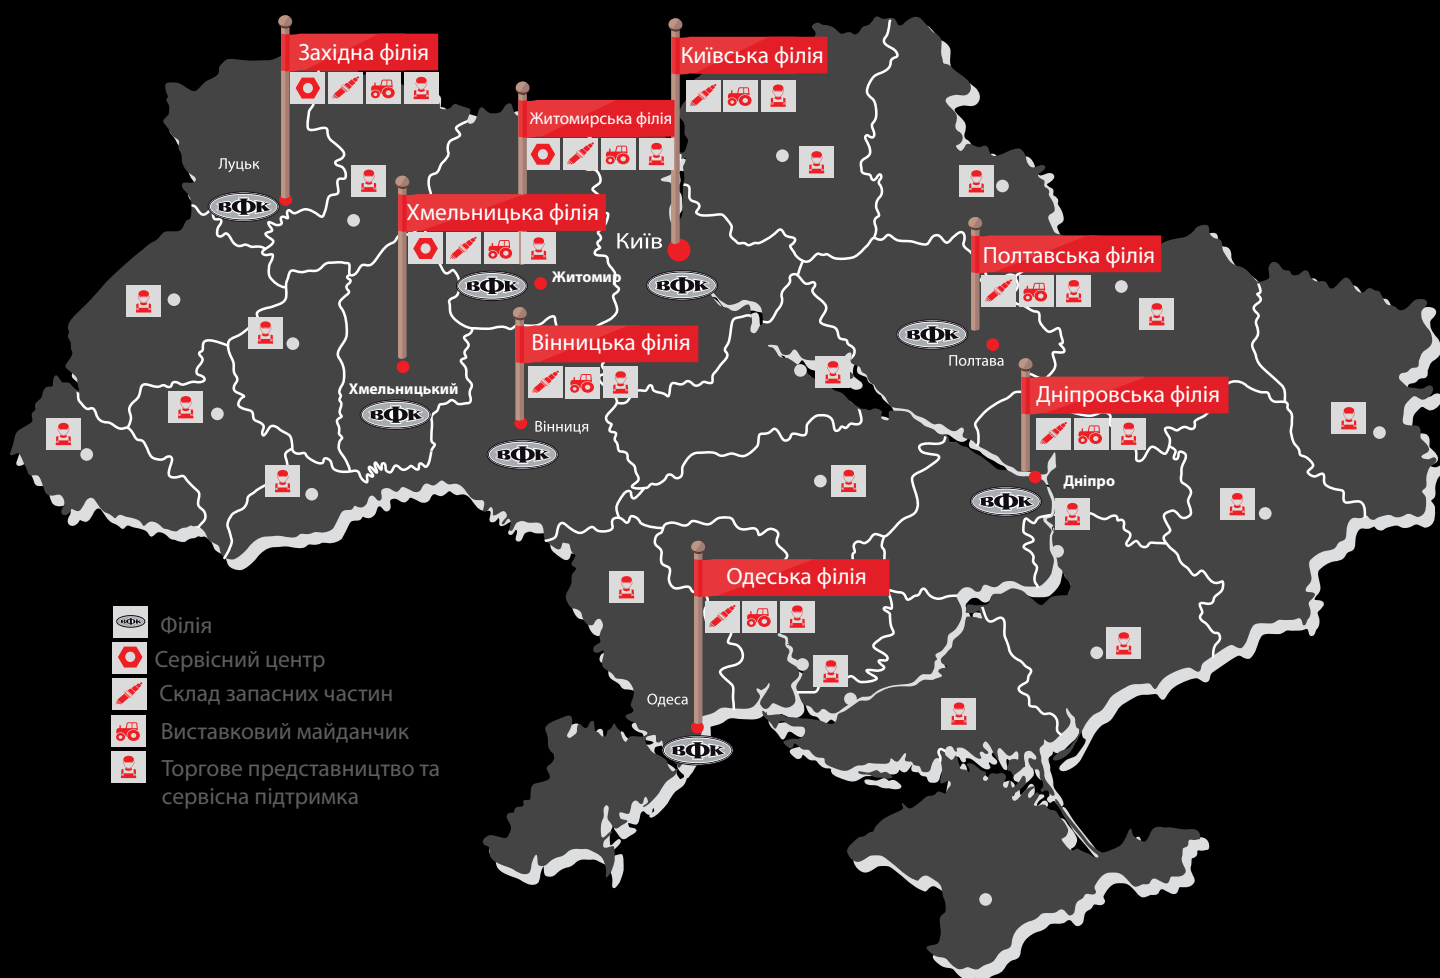 Західна філія
Київська філія
Житомирська філія
Луцьк
ВФК
Хмельницька філія
Київ
Полтавська філія
Житомир
ВФК
ВФК
Вінницька філія
ВФК
Полтава
Хмельницький
ВФК
Дніпровська філія
Вінниця
ВФК
Дніпро
ВФК
Одеська філія
Одеса
ВФК
ВФК Філія
Сервісний центр
Склад запасних частин
Виставковий майданчик
Торгове представництво та
сервісна підтримка